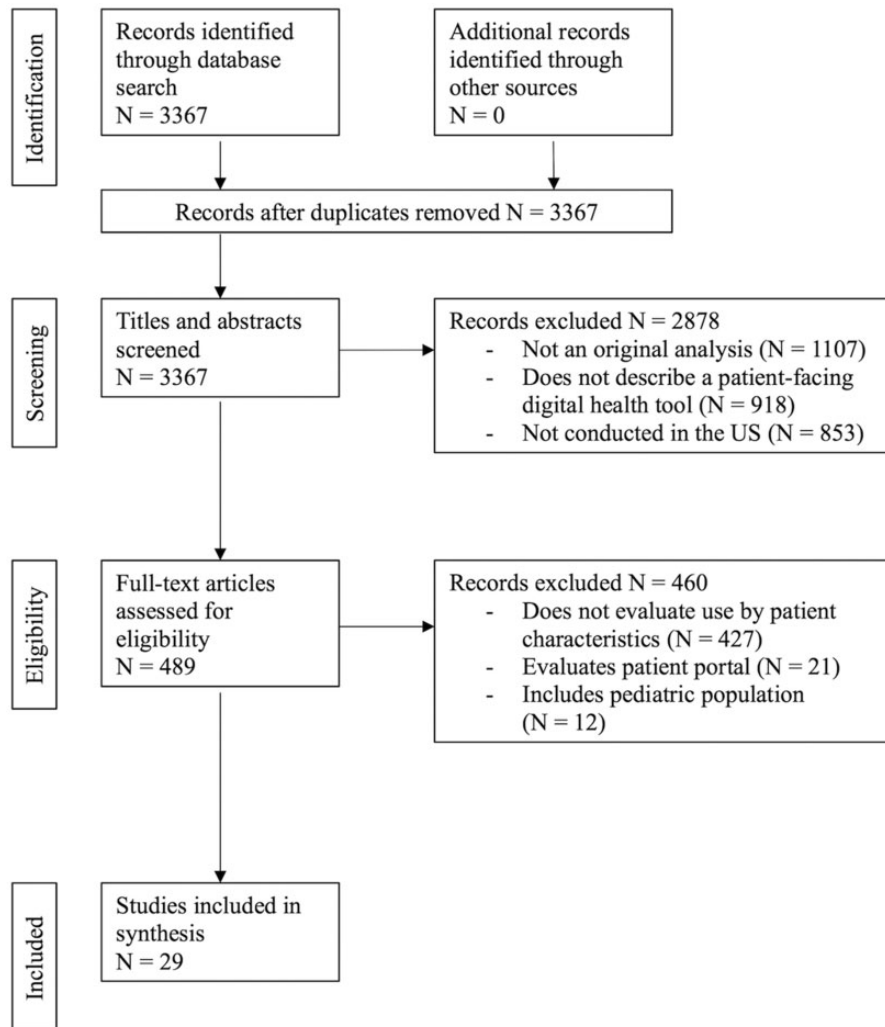 Identification
Records identified
through database
search
N = 3367
Additional records
identified through
other sources
N = 0
Records after duplicates removed N = 3367
Screening
Titles and abstracts
screened
N = 3367
Records excluded N = 2878
- Not an original analysis (N = 1107)
- Does not describe a patient-facing
digital health tool (N = 918)
- Not conducted in the US (N = 853)
Eligibility
Full-text articles
assessed for
eligibility
N = 489
Records excluded N = 460
- Does not evaluate use by patient
characteristics (N = 427)
- Evaluates patient portal (N = 21)
- Includes pediatric population
(N = 12)
Included
Studies included in
synthesis
N = 29